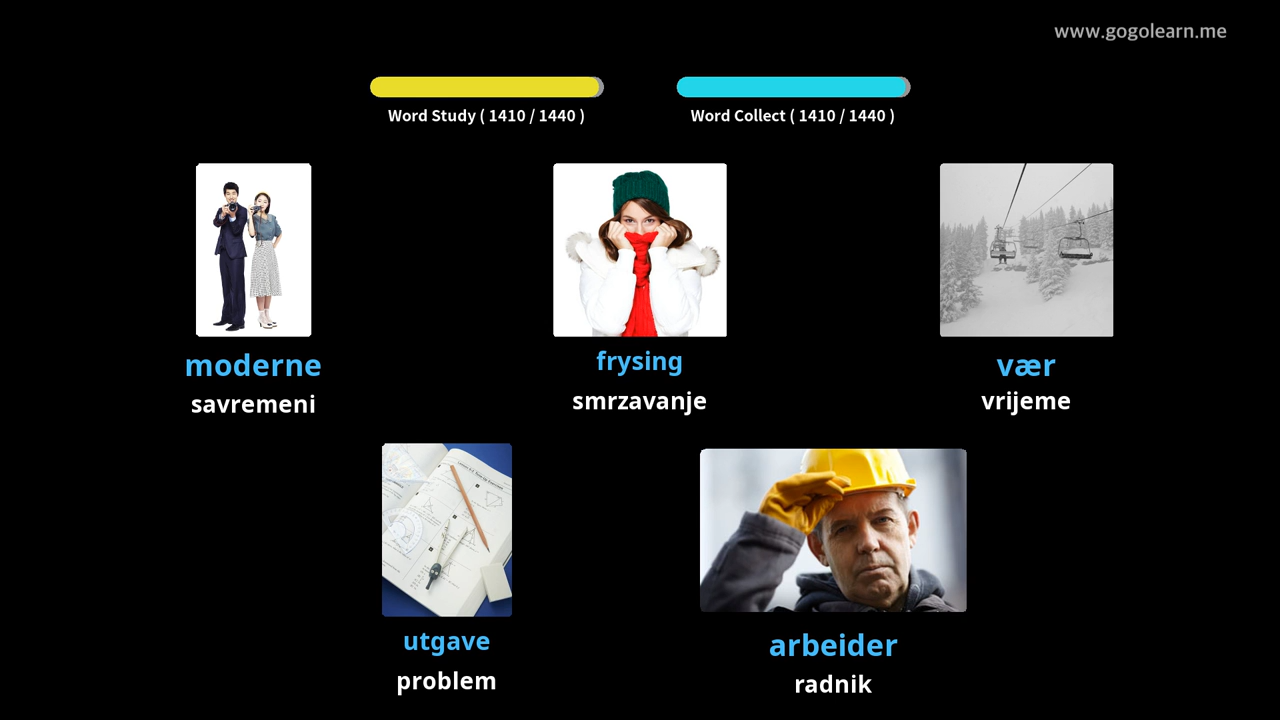 www.gogolearn.me
Word Study ( 1410 / 1440 )
Word Collect ( 1410 / 1440 )
moderne
savremeni
frysing
smrzavanje
vær
vrijeme
utgave
problem
arbeider
radnik